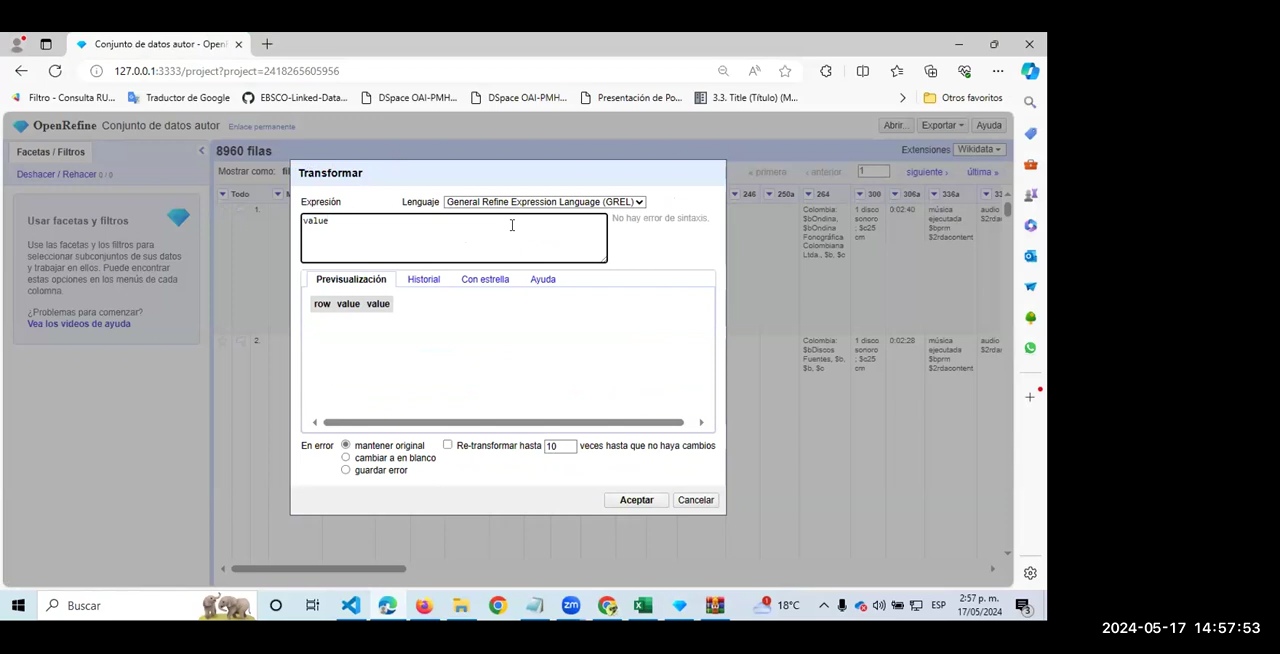 Conjunto de datos autor - OpenR
127.0.0.1:3333/project?project=2418265605956
Filtro - Consulta RU...
Traductor de Google
EBSCO-Linked-Data...
DSpace OAI-PMH...
DSpace OAI-PMH...
Presentación de Po...
3.3. Title (Título) (M...
Otros favoritos
OpenRefine Conjunto de datos autor Enlace permanente
Abrir...
Exportar
Ayuda
Facetas / Filtros
Deshacer / Rehacer 0 / 0
8960 filas
Extensiones
Wikidata
Mostrar como: fil
« primera
‹ anterior
1
siguiente ›
última »
Todo
246
250a
264
300
306a
336a
33
Usar facetas y filtros
Use las facetas y los filtros para
seleccionar subconjuntos de sus datos
y trabajar en ellos. Puede encontrar
estas opciones en los menús de cada
columna.
¿Problemas para comenzar?
Vea los videos de ayuda
1.
Colombia:
$bOndina,
$bOndina
Fonográfica
Colombiana
Ltda., $b, $c
1 disco
sonoro
; $c25
cm
0:02:40
música
ejecutada
$bprm
$2rdacontent
audio
$2rda
2.
Colombia:
$bDiscos
Fuentes, $b,
$b, $c
1 disco
sonoro
; $c25
cm
0:02:28
música
ejecutada
$bprm
$2rdacontent
audio
$2rda
Transformar
Expresión
Lenguaje
General Refine Expression Language (GREL)
value
No hay error de sintaxis.
Previsualización
Historial
Con estrella
Ayuda
row value value
En error
mantener original
cambiar a en blanco
guardar error
Re-transformar hasta 10 veces hasta que no haya cambios
Aceptar
Cancelar
Buscar
18°C
ESP
2:57 p. m.
17/05/2024
3
2024-05-17 14:57:53